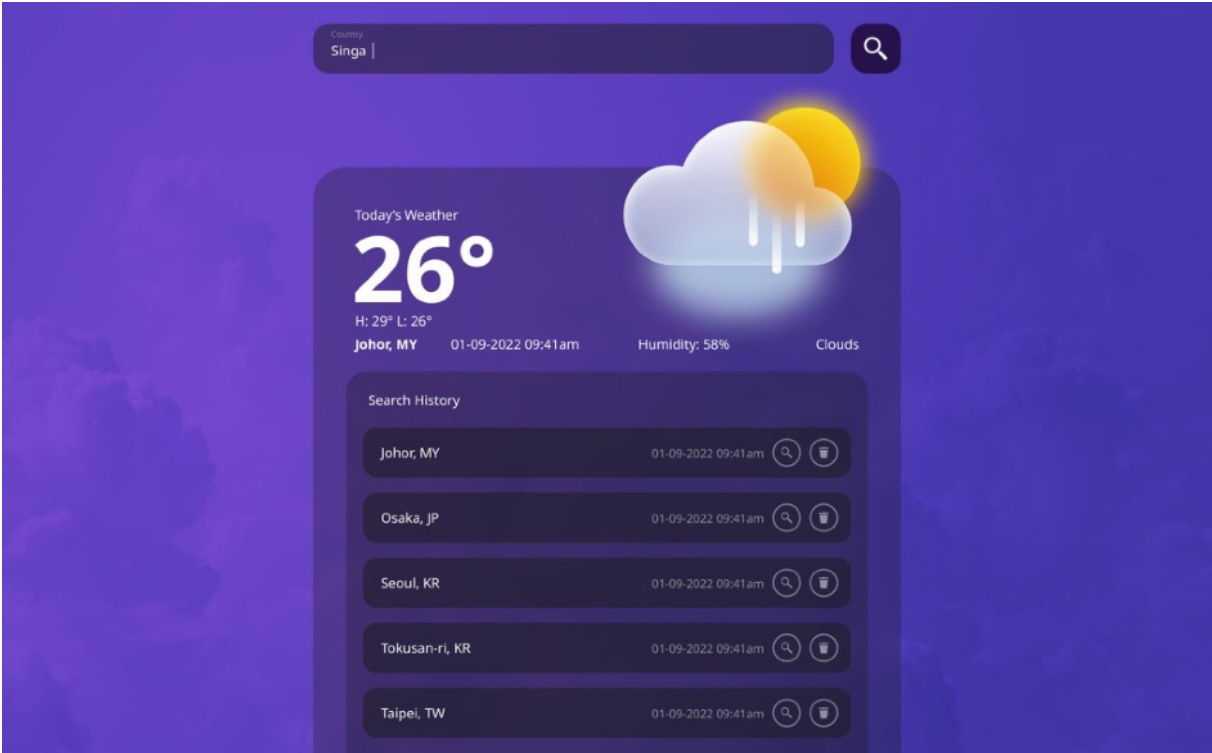 Country
Singa
Today's Weather
26°
H: 29° L: 26°
Johor, MY 01-09-2022 09:41am Humidity: 58% Clouds
Search History
Johor, MY 01-09-2022 09:41am
Osaka, JP 01-09-2022 09:41am
Seoul, KR 01-09-2022 09:41am
Tokusan-ri, KR 01-09-2022 09:41am
Taipei, TW 01-09-2022 09:41am